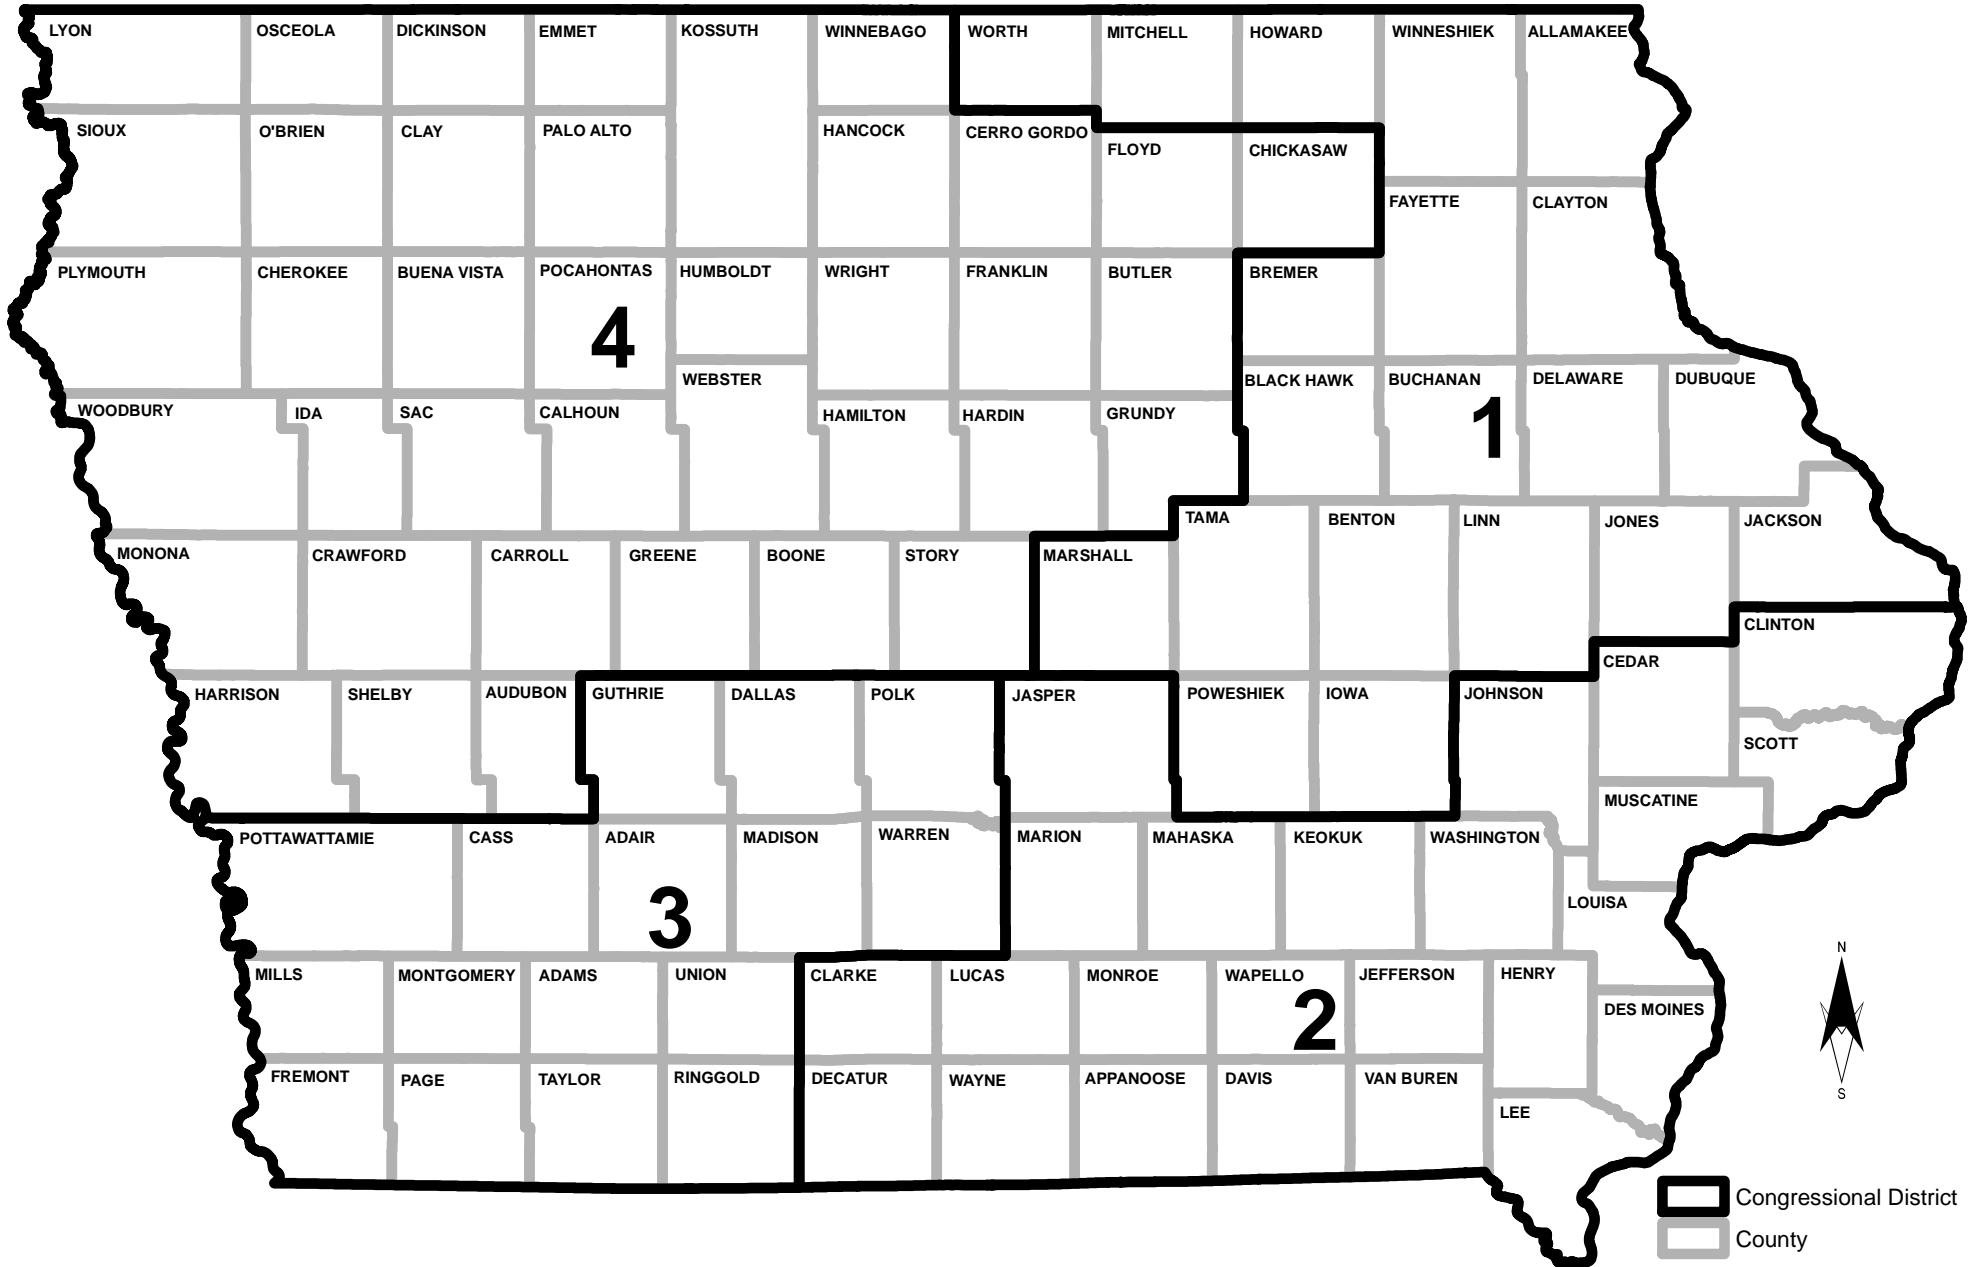 LYON
OSCEOLA
DICKINSON
EMMET
KOSSUTH
WINNEBAGO
WORTH
MITCHELL
HOWARD
WINNESHIEK
ALLAMAKEE
SIOUX
O'BRIEN
CLAY
PALO ALTO
HANCOCK
CERRO GORDO
FLOYD
CHICKASAW
FAYETTE
CLAYTON
PLYMOUTH
CHEROKEE
BUENA VISTA
POCAHONTAS
HUMBOLDT
WRIGHT
FRANKLIN
BUTLER
BREMER
4
WEBSTER
BLACK HAWK
BUCHANAN
DELAWARE
DUBUQUE
WOODBURY
IDA
SAC
CALHOUN
HAMILTON
HARDIN
GRUNDY
1
TAMA
BENTON
LINN
JONES
JACKSON
MONONA
CRAWFORD
CARROLL
GREENE
BOONE
STORY
MARSHALL
CLINTON
CEDAR
HARRISON
SHELBY
AUDUBON
GUTHRIE
DALLAS
POLK
JASPER
POWESHIEK
IOWA
JOHNSON
SCOTT
MUSCATINE
POTTAWATTAMIE
CASS
ADAIR
MADISON
WARREN
MARION
MAHASKA
KEOKUK
WASHINGTON
LOUISA
3
MILLS
MONTGOMERY
ADAMS
UNION
CLARKE
LUCAS
MONROE
WAPELLO
JEFFERSON
HENRY
DES MOINES
2
FREMONT
PAGE
TAYLOR
RINGGOLD
DECATUR
WAYNE
APPANOOSE
DAVIS
VAN BUREN
LEE
N
S
Congressional District
County